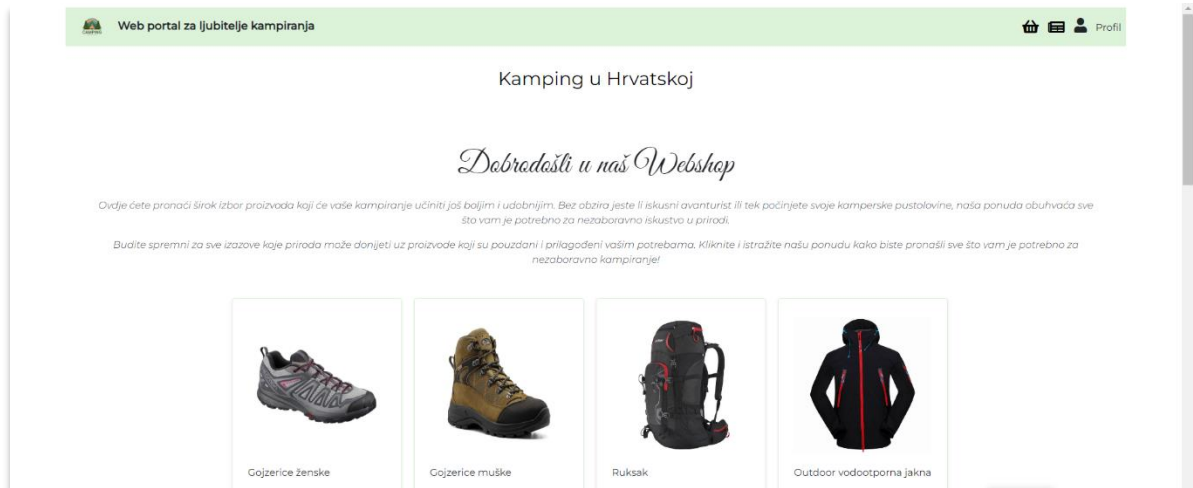 CAMPING
Web portal za ljubitelje kampiranja
Profil
Kamping u Hrvatskoj
Dobrodošli u naš Webshop
Ovdje ćete pronaći širok izbor proizvoda koji će vaše kampiranje učiniti još boljim i udobnijim. Bez obzira jeste li iskusni avanturist ili tek počinjete svoje kamperske pustolovine, naša ponuda obuhvaća sve
što vam je potrebno za nezaboravno iskustvo u prirodi.
Budite spremni za sve izazove koje priroda može donijeti uz proizvode koji su pouzdani i prilagođeni vašim potrebama. Kliknite i istražite našu ponudu kako biste pronašli sve što vam je potrebno za
nezaboravno kampiranje!
Gojzerice ženske
Gojzerice muške
Ruksak
Outdoor vodootporna jakna